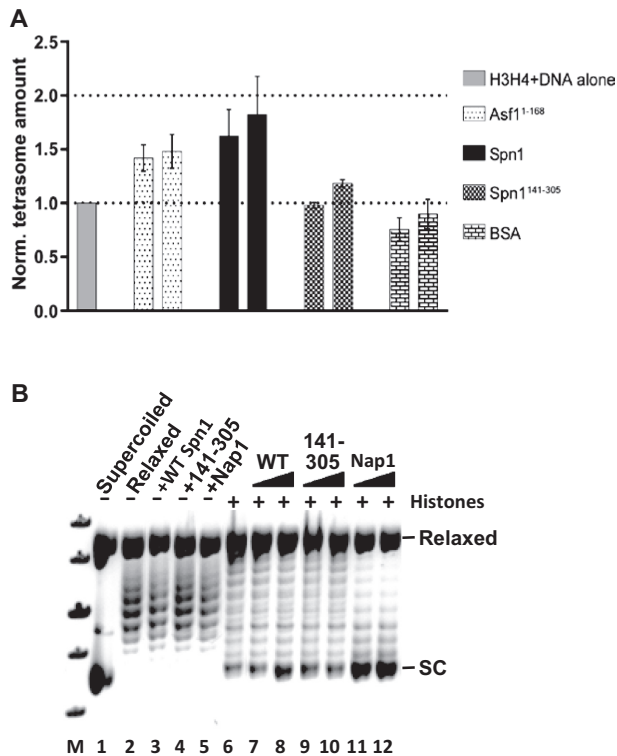 A
Norm. tetrasome amount
2.5
2.0
1.5
1.0
0.5
0.0
H3H4+DNA alone
Asf1¹⁻¹⁶⁸
Spn1
Spn1¹⁴¹⁻³⁰⁵
BSA
B
Supercoiled
Relaxed
+WT Spn1
+141-305
+Nap1
WT
141-
305
Nap1
– – – – – + + + + + + + Histones
Relaxed
SC
M 1 2 3 4 5 6 7 8 9 10 11 12